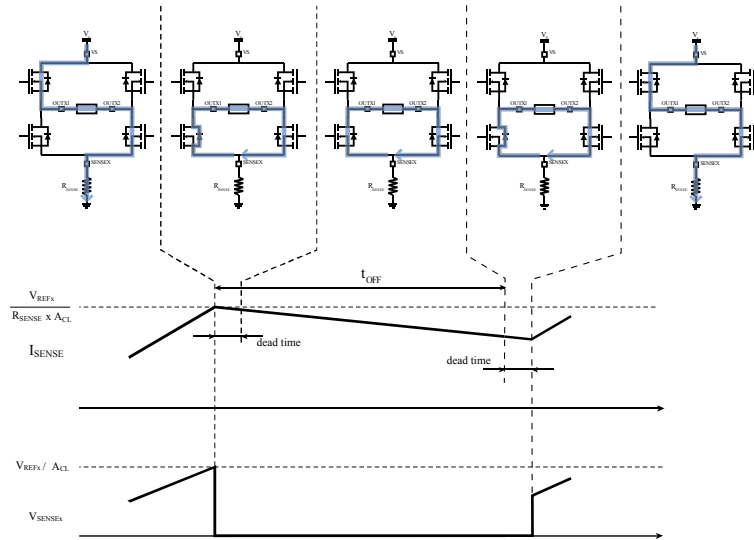 V V V V V
VS VS VS VS VS
OUTX1 OUTX2 OUTX1 OUTX2 OUTX1 OUTX2 OUTX1 OUTX2 OUTX1 OUTX2
SENSEX SENSEX SENSEX SENSEX SENSEX
RSENSE RSENSE RSENSE RSENSE RSENSE
tOFF
VREFx
RSENSE x ACL
ISENSE
dead time
dead time
VREFx / ACL
VSENSEx